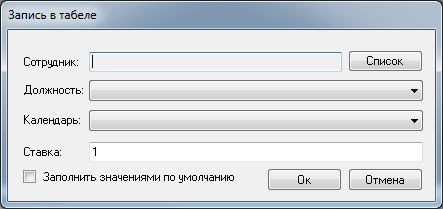 Запись в табеле
Сотрудник: Список
Должность:
Календарь:
Ставка: 1
Заполнить значениями по умолчанию Ок Отмена